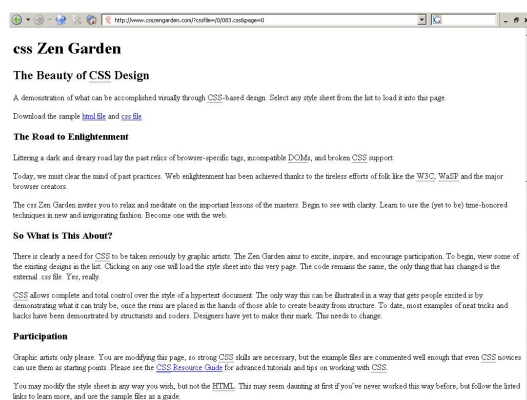 http://www.csszengarden.com/?cssfile=/0/083.css&page=0
css Zen Garden
The Beauty of CSS Design
A demonstration of what can be accomplished visually through CSS-based design. Select any style sheet from the list to load it into this page.
Download the sample html file and css file
The Road to Enlightenment
Littering a dark and dreary road lay the past relics of browser-specific tags, incompatible DOMs, and broken CSS support.
Today, we must clear the mind of past practices. Web enlightenment has been achieved thanks to the tireless efforts of folk like the W3C, WaSP and the major
browser creators.
The css Zen Garden invites you to relax and meditate on the important lessons of the masters. Begin to see with clarity. Learn to use the (yet to be) time-honored
techniques in new and invigorating fashion. Become one with the web.
So What is This About?
There is clearly a need for CSS to be taken seriously by graphic artists. The Zen Garden aims to excite, inspire, and encourage participation. To begin, view some of
the existing designs in the list. Clicking on any one will load the style sheet into this very page. The code remains the same, the only thing that has changed is the
external .css file. Yes, really.
CSS allows complete and total control over the style of a hypertext document. The only way this can be illustrated in a way that gets people excited is by
demonstrating what it can truly be, once the reins are placed in the hands of those able to create beauty from structure. To date, most examples of neat tricks and
hacks have been demonstrated by structurists and coders. Designers have yet to make their mark. This needs to change.
Participation
Graphic artists only please. You are modifying this page, so strong CSS skills are necessary, but the example files are commented well enough that even CSS novices
can use them as starting points. Please see the CSS Resource Guide for advanced tutorials and tips on working with CSS.
You may modify the style sheet in any way you wish, but not the HTML. This may seem daunting at first if you've never worked this way before, but follow the listed
links to learn more, and use the sample files as a guide.